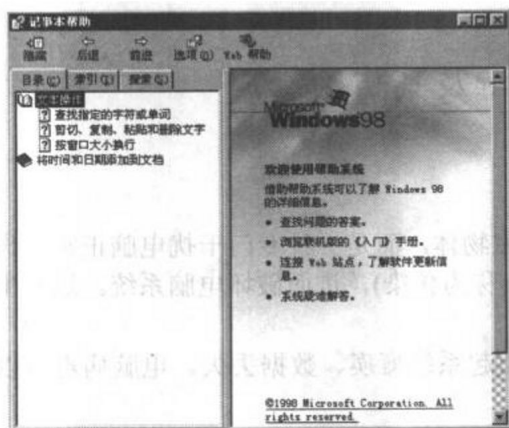 记事本帮助
隐藏 后退 前进 选项(O) Web 帮助
目录(C) 索引(I) 搜索(S)
文字操作
查找指定的字符或单词
剪切、复制、粘贴和删除文字
按窗口大小换行
将时间和日期添加到文档
Microsoft
Windows98
欢迎使用帮助系统
借助帮助系统可以了解 Windows 98
的详细信息。
• 查找问题的答案。
• 浏览联机版的《入门》手册。
• 连接 Web 站点，了解软件更新信
息。
• 系统疑难解答。
©1998 Microsoft Corporation. All
rights reserved.